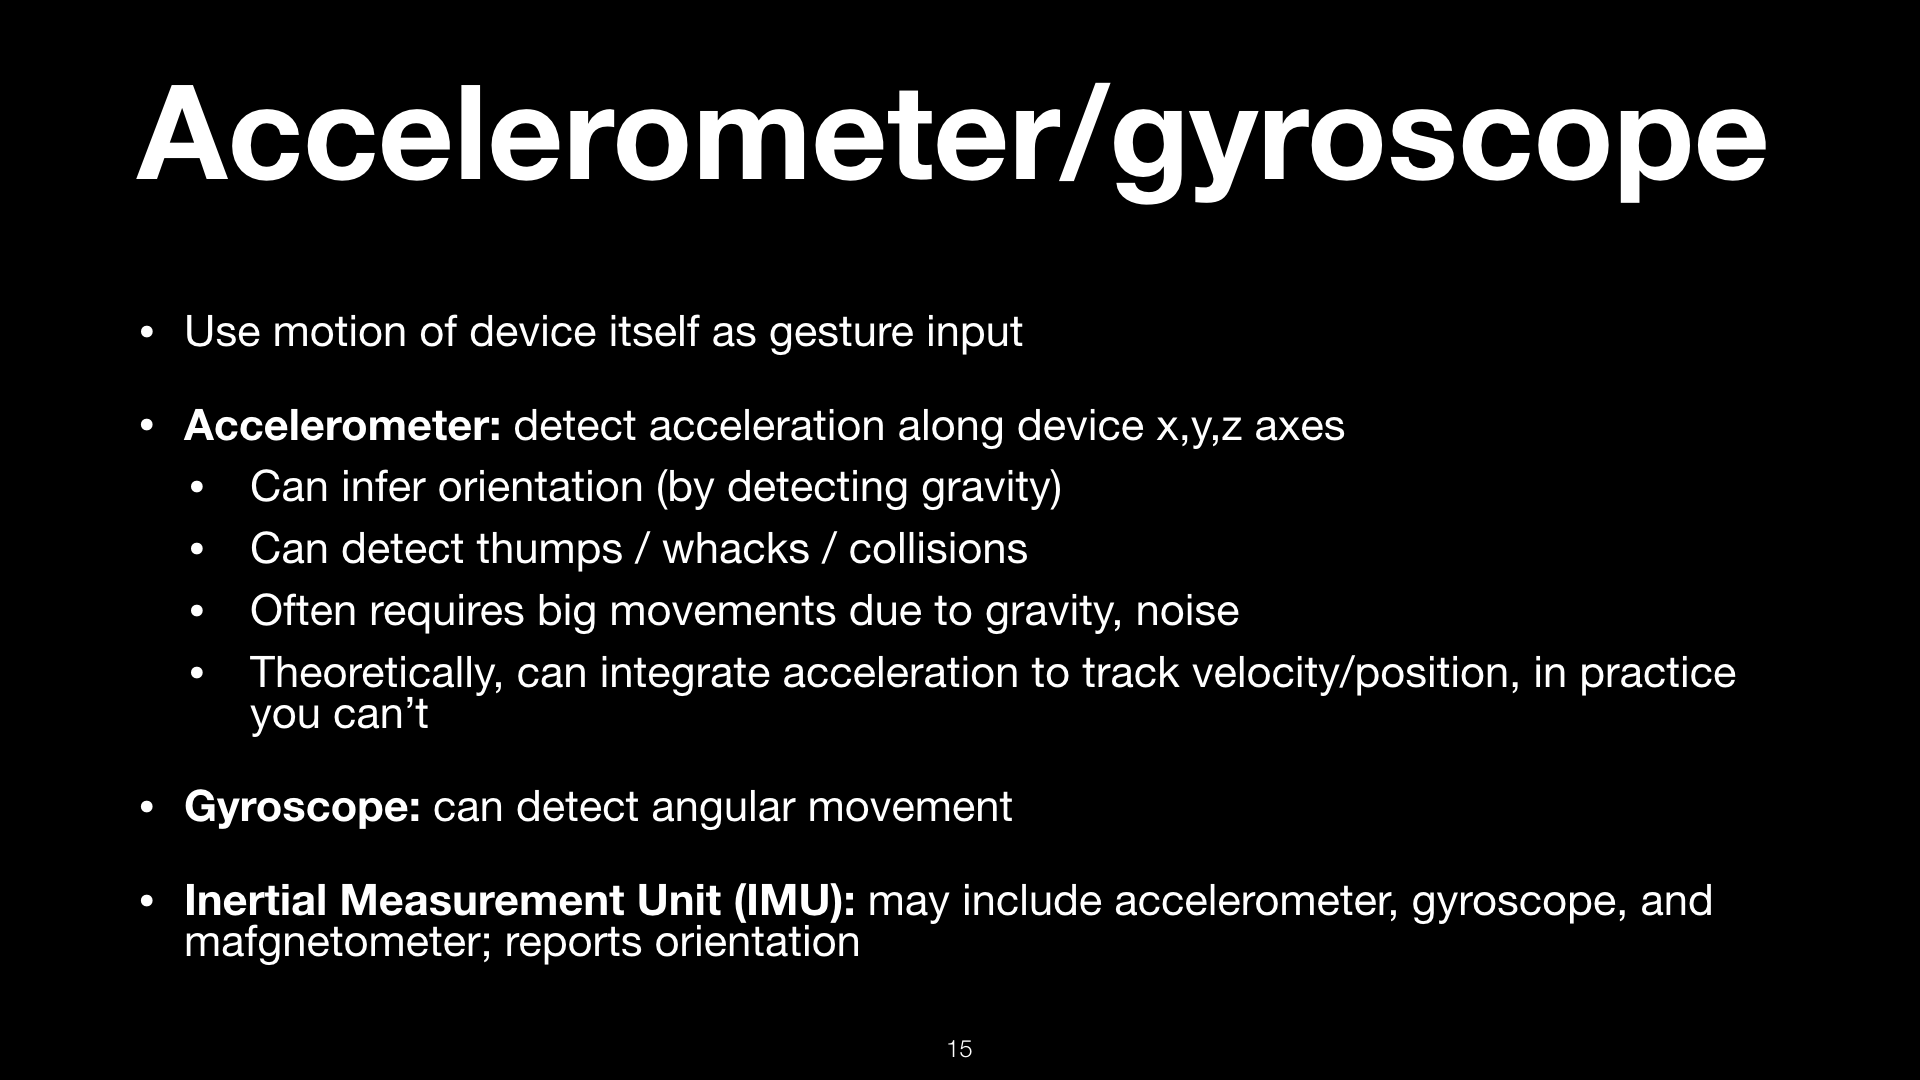 Accelerometer/gyroscope
• Use motion of device itself as gesture input
• Accelerometer: detect acceleration along device x,y,z axes
• Can infer orientation (by detecting gravity)
• Can detect thumps / whacks / collisions
• Often requires big movements due to gravity, noise
• Theoretically, can integrate acceleration to track velocity/position, in practice
you can’t
• Gyroscope: can detect angular movement
• Inertial Measurement Unit (IMU): may include accelerometer, gyroscope, and
mafgnetometer; reports orientation
15